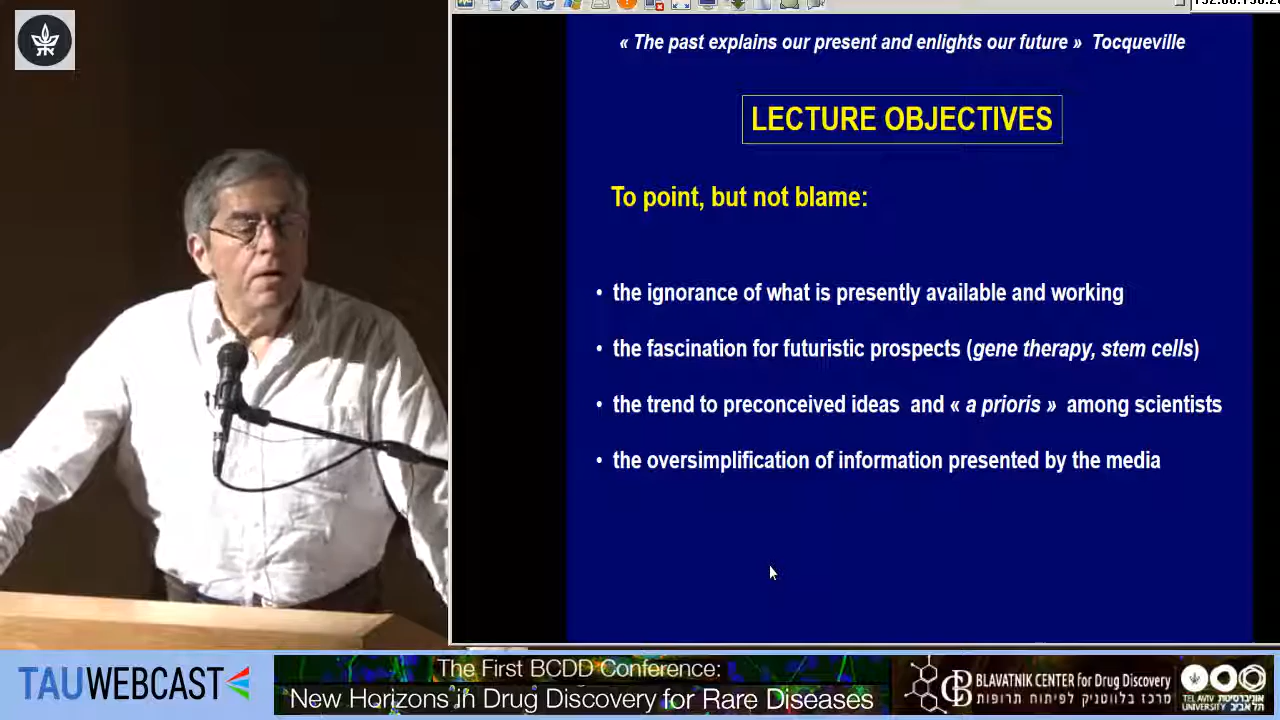 « The past explains our present and enlights our future » Tocqueville
LECTURE OBJECTIVES
To point, but not blame:
• the ignorance of what is presently available and working
• the fascination for futuristic prospects (gene therapy, stem cells)
• the trend to preconceived ideas and « a prioris » among scientists
• the oversimplification of information presented by the media
TAUWEBCAST
The First BCDD Conference:
New Horizons in Drug Discovery for Rare Diseases
BLAVATNIK CENTER for Drug Discovery
מרכז בלווטניק לפיתוח תרופות
TEL AVIV UNIVERSITY
אוניברסיטת תל אביב